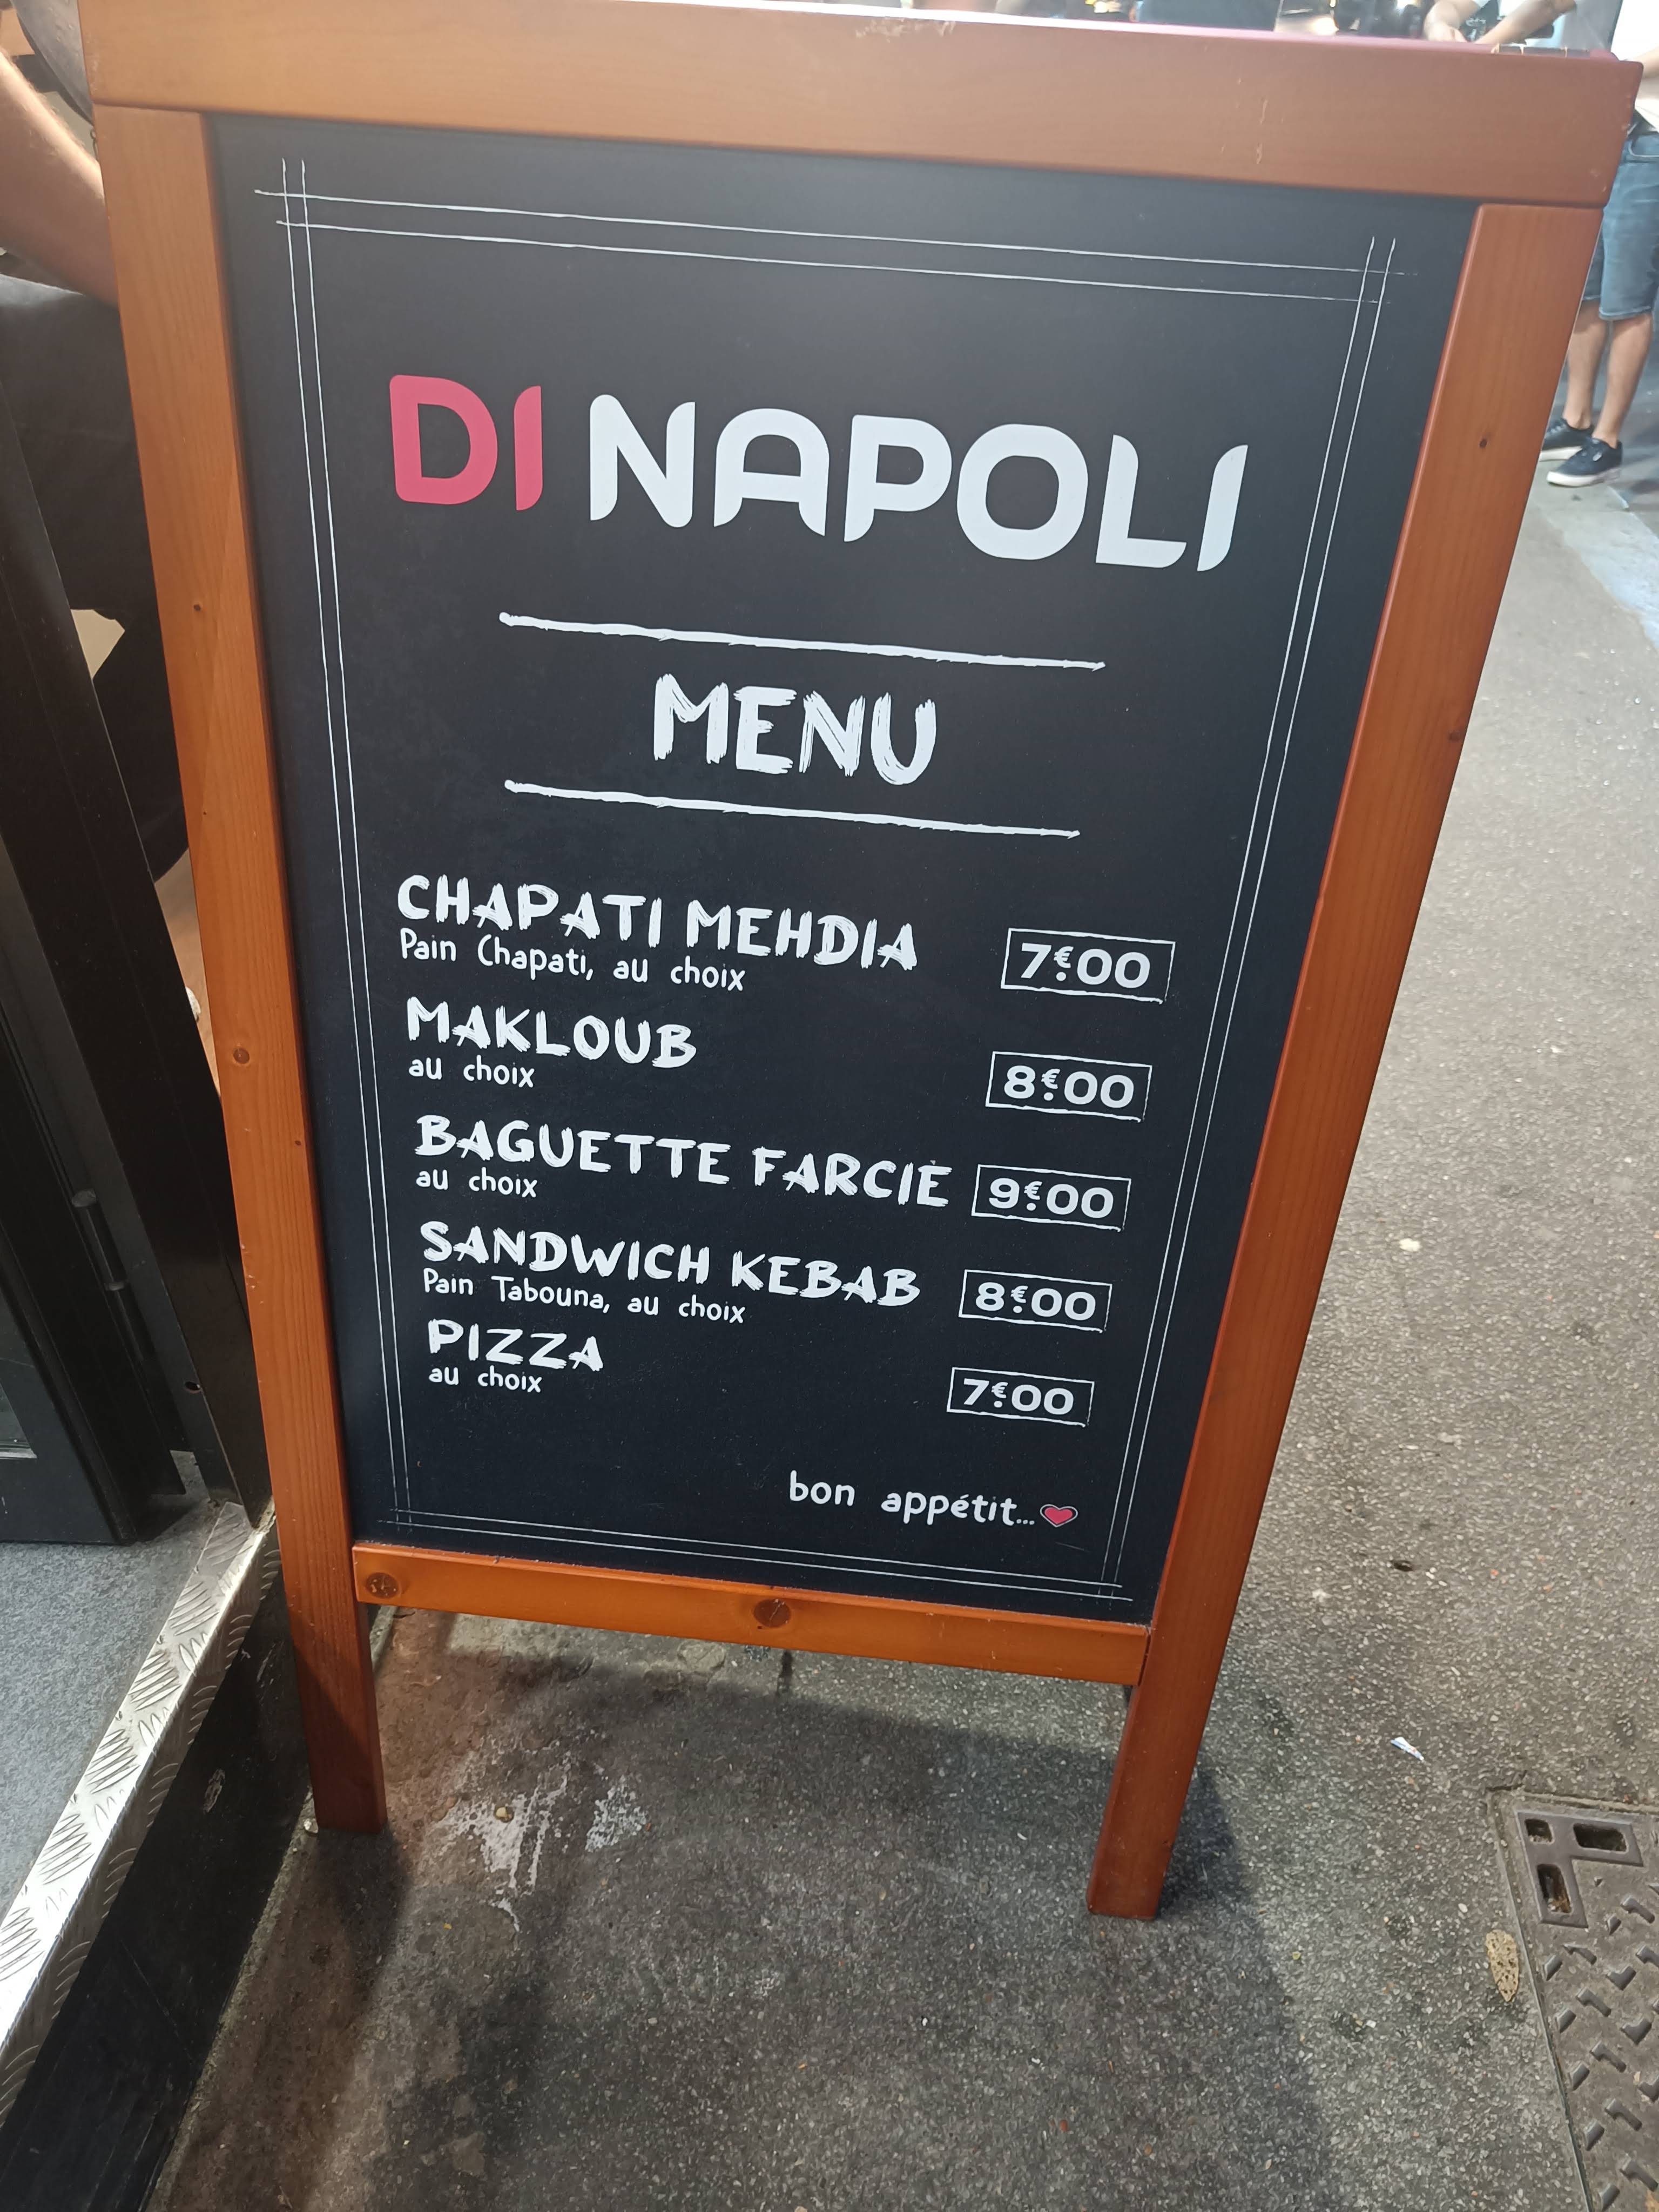 DI NAPOLI
MENU
CHAPATI MEHDIA 7€00
Pain Chapati, au choix
MAKLOUB 8€00
au choix
BAGUETTE FARCIE 9€00
au choix
SANDWICH KEBAB 8€00
Pain Tabouna, au choix
PIZZA 7€00
au choix
bon appétit...